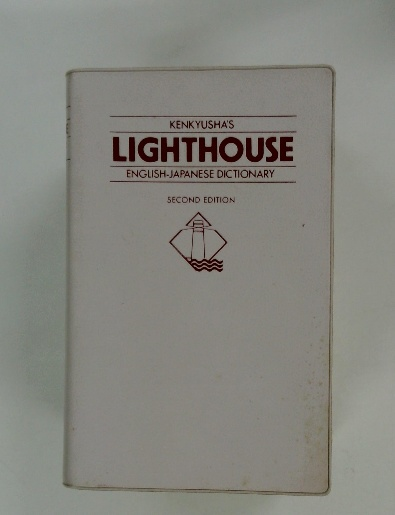 KENKYUSHA'S
LIGHTHOUSE
ENGLISH-JAPANESE DICTIONARY
SECOND EDITION